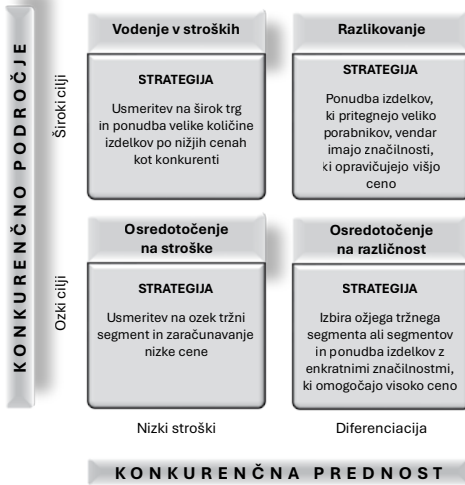 KONKURENČNO PODROČJE
Široki cilji
Vodenje v stroških
STRATEGIJA
Usmeritev na širok trg
in ponudba velike količine
izdelkov po nižjih cenah
kot konkurenti
Razlikovanje
STRATEGIJA
Ponudba izdelkov,
ki pritegnejo veliko
porabnikov, vendar
imajo značilnosti,
ki opravičujejo višjo
ceno
Ozki cilji
Osredotočenje
na stroške
STRATEGIJA
Usmeritev na ozek tržni
segment in zaračunavanje
nizke cene
Osredotočenje
na različnost
STRATEGIJA
Izbira ožjega tržnega
segmenta ali segmentov
in ponudba izdelkov z
enkratnimi značilnostmi,
ki omogočajo visoko ceno
Nizki stroški
Diferenciacija
KONKURENČNA PREDNOST